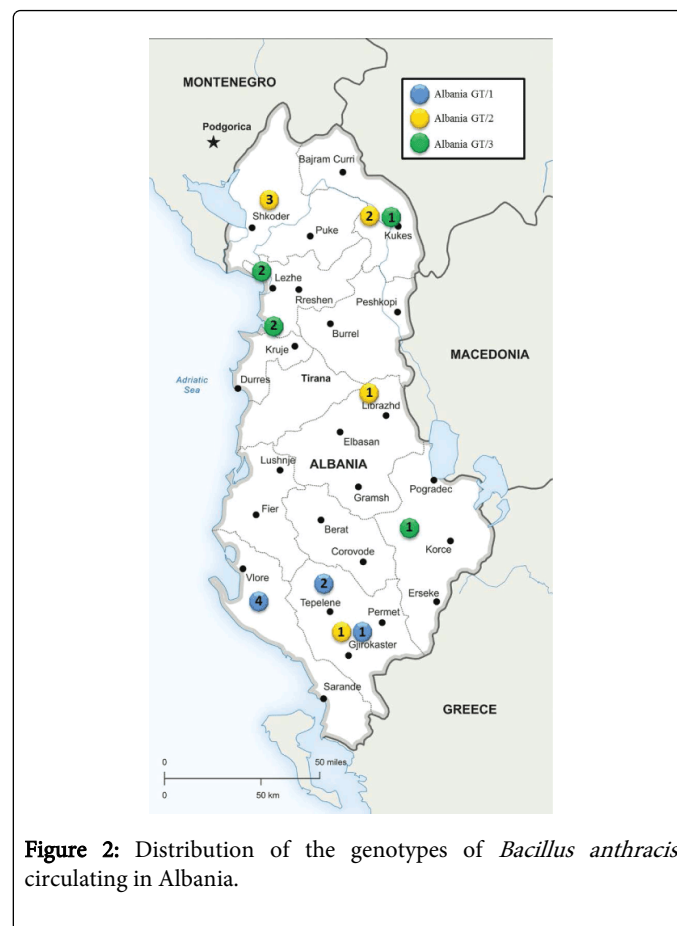 MONTENEGRO
Podgorica
Albania GT/1
Albania GT/2
Albania GT/3
Bajram Curri
3
2
1
Shkoder
Puke
Kukes
2
Lezhe
Rreshen
Peshkopi
2
Burrel
Kruje
MACEDONIA
Adriatic
Sea
Tirana
Durres
1
Librazhd
Elbasan
Lushnje
ALBANIA
Pogradec
Gramsh
Fier
Berat
1
Korce
Corovode
Vlore
2
Erseke
4
Tepelene
Permet
1
1
Gjirokaster
Sarande
GREECE
0
50 miles
0
50 km
Figure 2: Distribution of the genotypes of Bacillus anthracis
circulating in Albania.